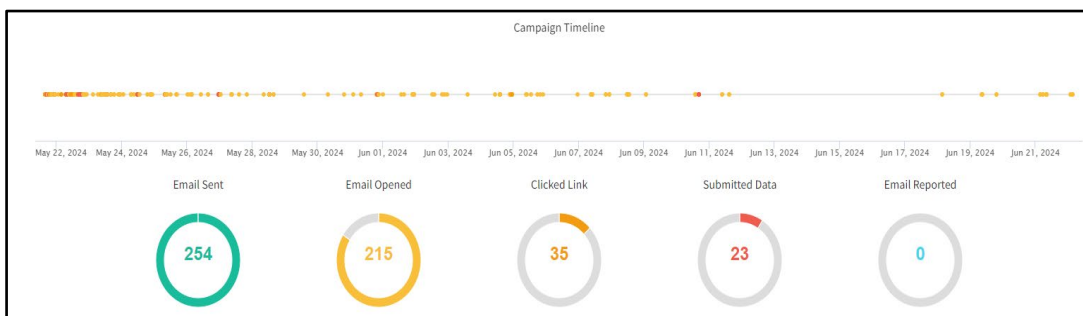 Campaign Timeline
May 22, 2024 May 24, 2024 May 26, 2024 May 28, 2024 May 30, 2024 Jun 01, 2024 Jun 03, 2024 Jun 05, 2024 Jun 07, 2024 Jun 09, 2024 Jun 11, 2024 Jun 13, 2024 Jun 15, 2024 Jun 17, 2024 Jun 19, 2024 Jun 21, 2024
Email Sent Email Opened Clicked Link Submitted Data Email Reported
254 215 35 23 0